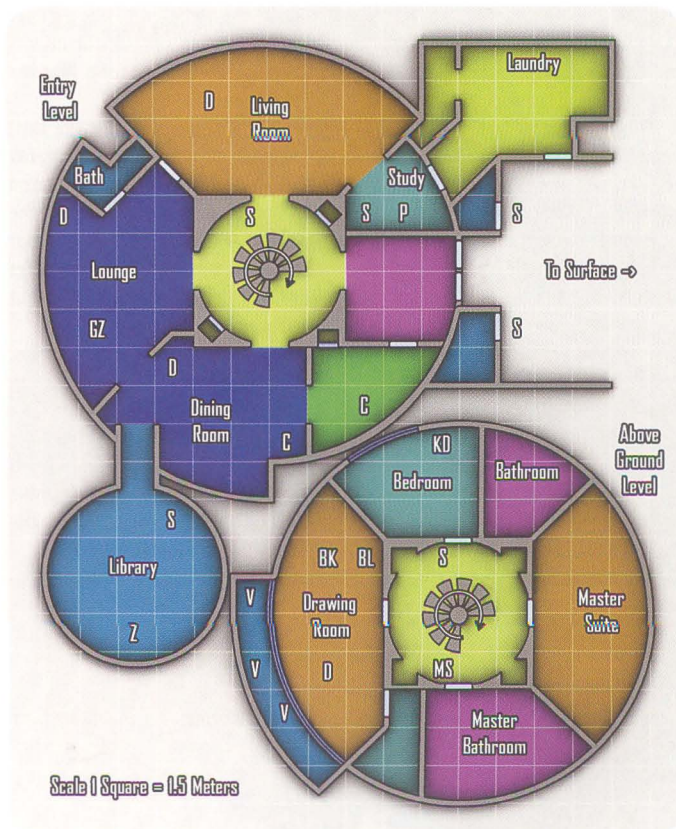 Entry
Level
Laundry
D
Living
Room
Bath
Study
D
S
S
P
S
Lounge
To Surface ->
GZ
S
D
C
Dining
Room
C
KD
Above
Ground
Level
Bedroom
Bathroom
S
Library
Z
BK
BL
S
V
Drawing
Room
Master
Suite
V
D
MS
V
Master
Bathroom
Scale 1 Square = 1.5 Meters